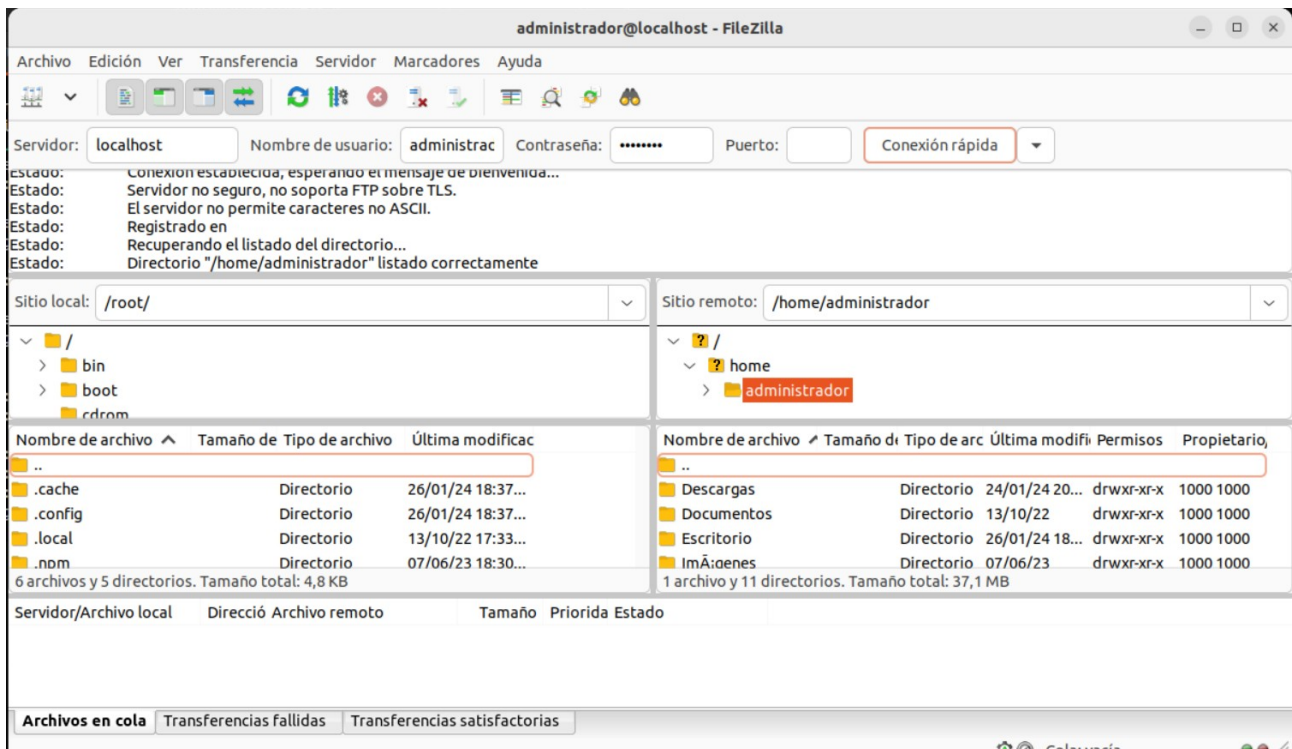 administrador@localhost - FileZilla
Archivo Edición Ver Transferencia Servidor Marcadores Ayuda
Servidor: localhost Nombre de usuario: administrac Contraseña: •••••••• Puerto: Conexión rápida
Estado: Conexión establecida, esperando el mensaje de bienvenida...
Estado: Servidor no seguro, no soporta FTP sobre TLS.
Estado: El servidor no permite caracteres no ASCII.
Estado: Registrado en
Estado: Recuperando el listado del directorio...
Estado: Directorio "/home/administrador" listado correctamente
Sitio local: /root/
/
bin
boot
cdrom
Nombre de archivo Tamaño de Tipo de archivo Última modificac
..
.cache Directorio 26/01/24 18:37...
.config Directorio 26/01/24 18:37...
.local Directorio 13/10/22 17:33...
.npm Directorio 07/06/23 18:30...
6 archivos y 5 directorios. Tamaño total: 4,8 KB
Sitio remoto: /home/administrador
/
home
administrador
Nombre de archivo Tamaño de Tipo de arc Última modifi Permisos Propietario,
..
Descargas Directorio 24/01/24 20... drwxr-xr-x 1000 1000
Documentos Directorio 13/10/22 drwxr-xr-x 1000 1000
Escritorio Directorio 26/01/24 18... drwxr-xr-x 1000 1000
ImÃ¡genes Directorio 07/06/23 drwxr-xr-x 1000 1000
1 archivo y 11 directorios. Tamaño total: 37,1 MB
Servidor/Archivo local Direcció Archivo remoto Tamaño Priorida Estado
Archivos en cola Transferencias fallidas Transferencias satisfactorias